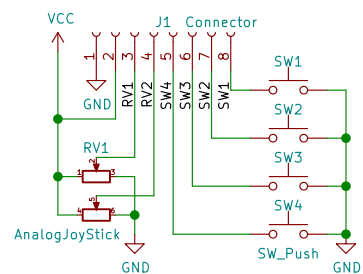 VCC
J1 Connector
1
2
3
4
5
6
7
8
RV1
RV2
SW4
SW3
SW2
SW1
GND
SW1
SW2
SW3
SW4
SW_Push
GND
RV1
2
1
3
5
4
6
AnalogJoyStick
GND